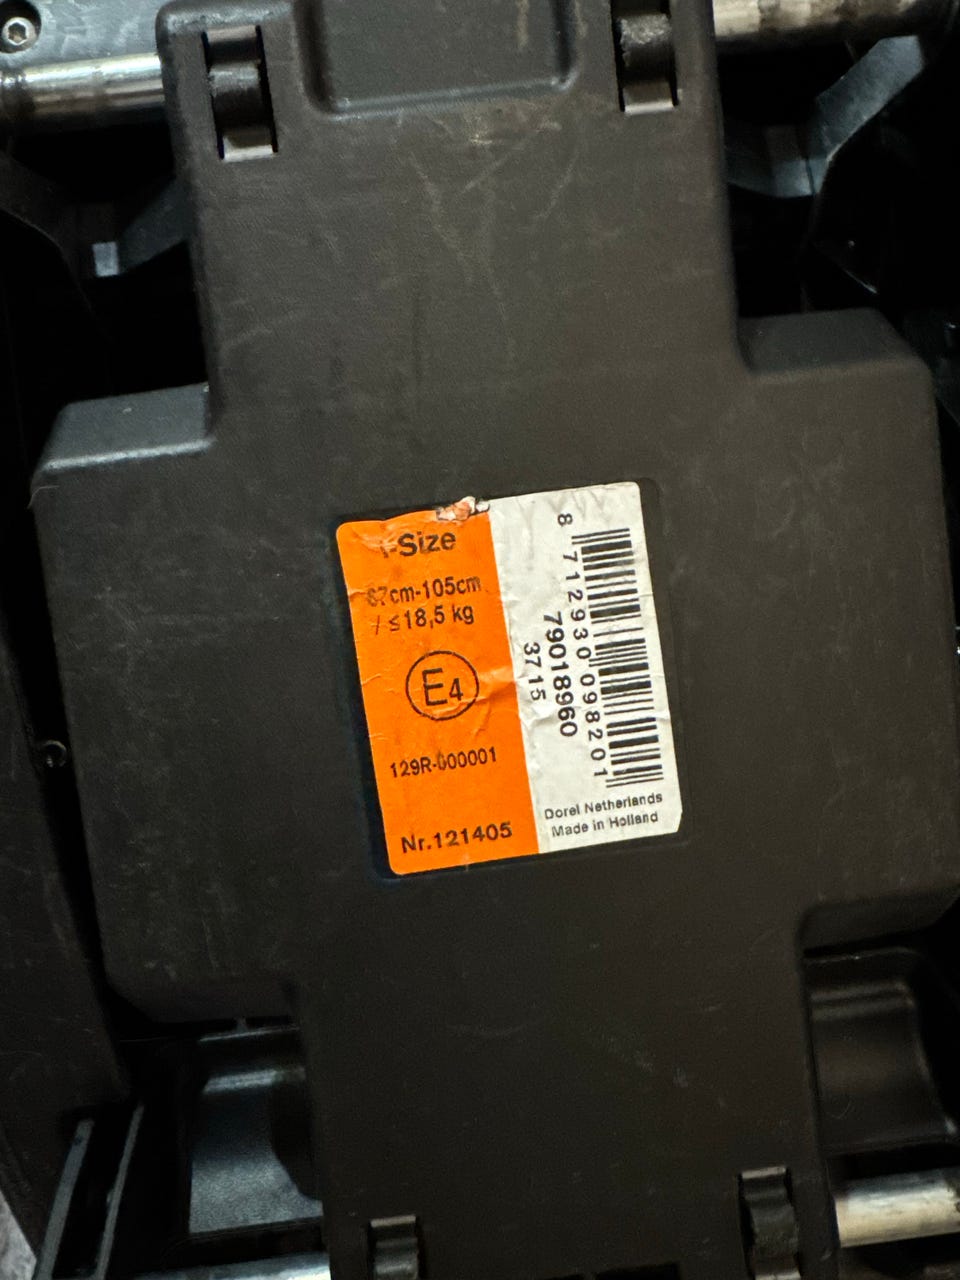 i-Size
67cm-105cm
/ ≤18,5 kg
E4
129R-000001
Nr.121405
8 712930 098201
79018960
3715
Dorel Netherlands
Made in Holland